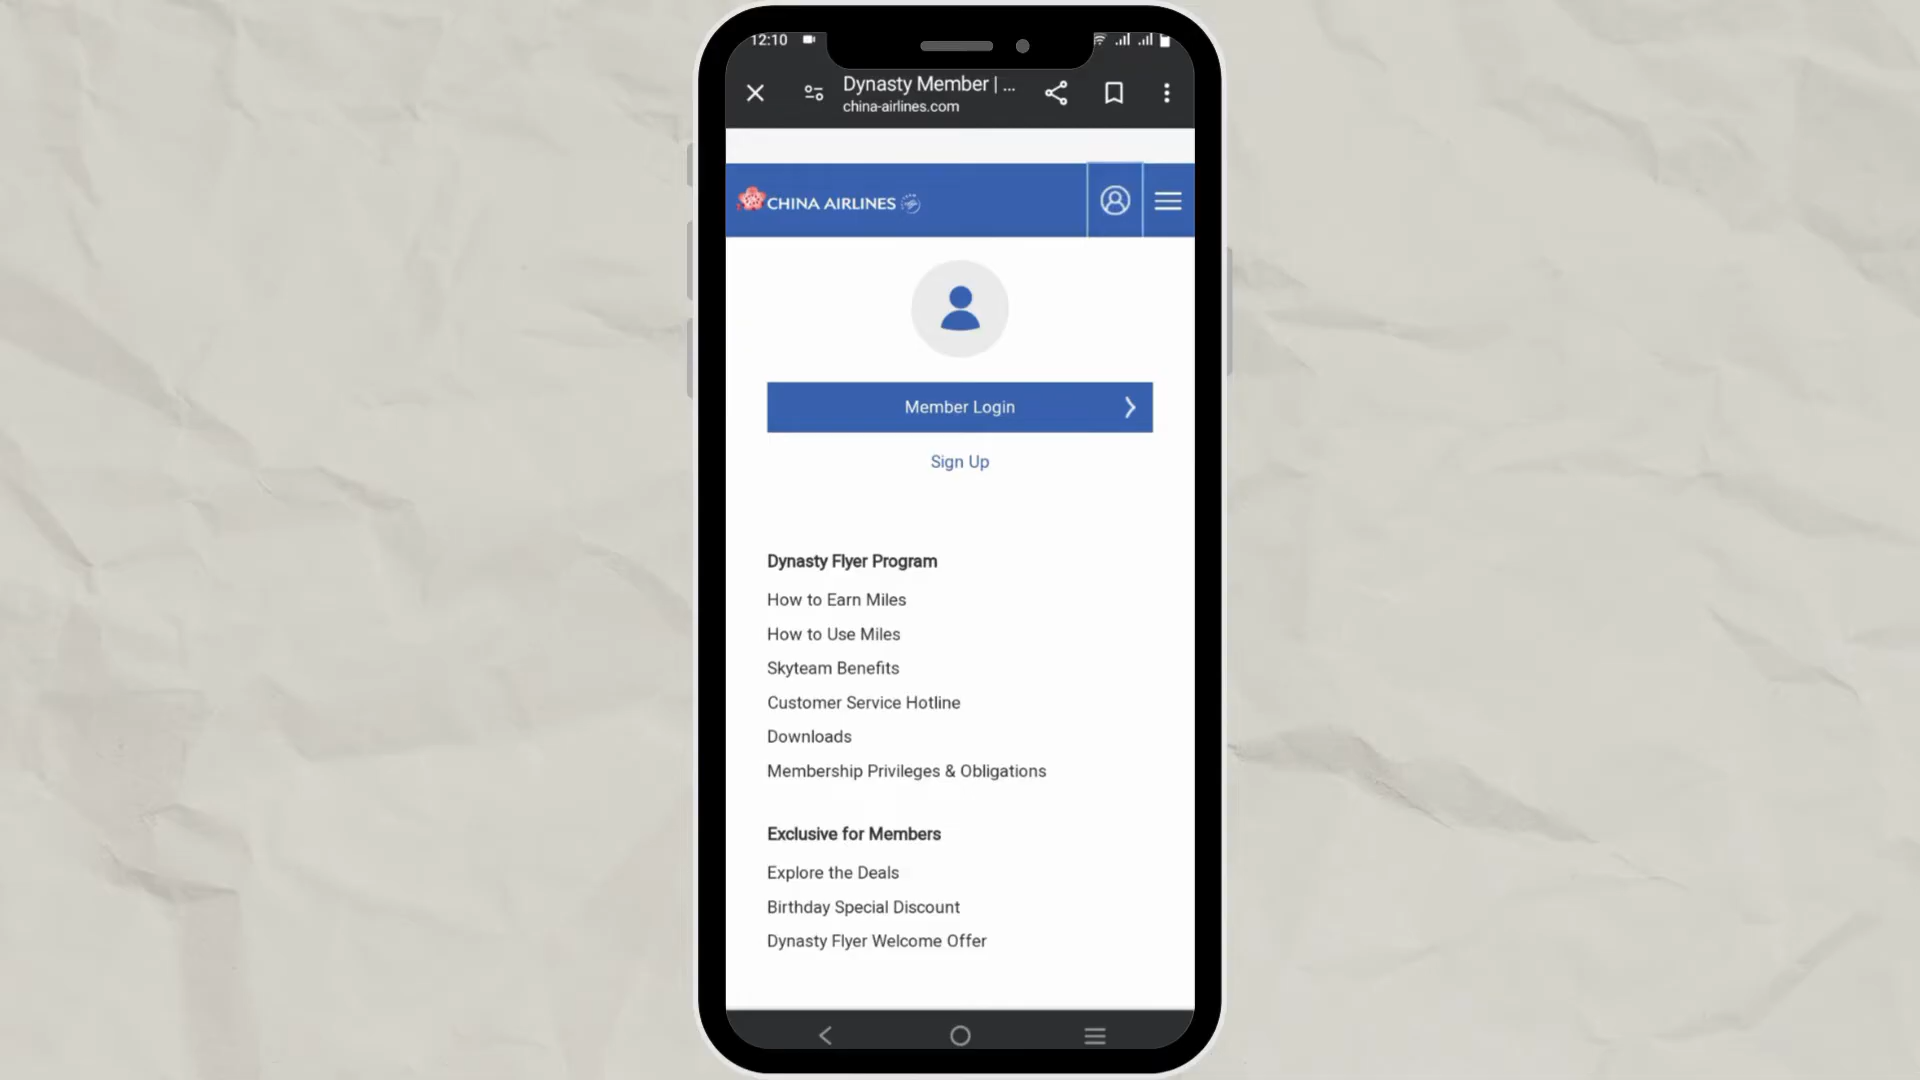 12:10
Dynasty Member | ...
china-airlines.com
CHINA AIRLINES
Member Login
Sign Up
Dynasty Flyer Program
How to Earn Miles
How to Use Miles
Skyteam Benefits
Customer Service Hotline
Downloads
Membership Privileges & Obligations
Exclusive for Members
Explore the Deals
Birthday Special Discount
Dynasty Flyer Welcome Offer